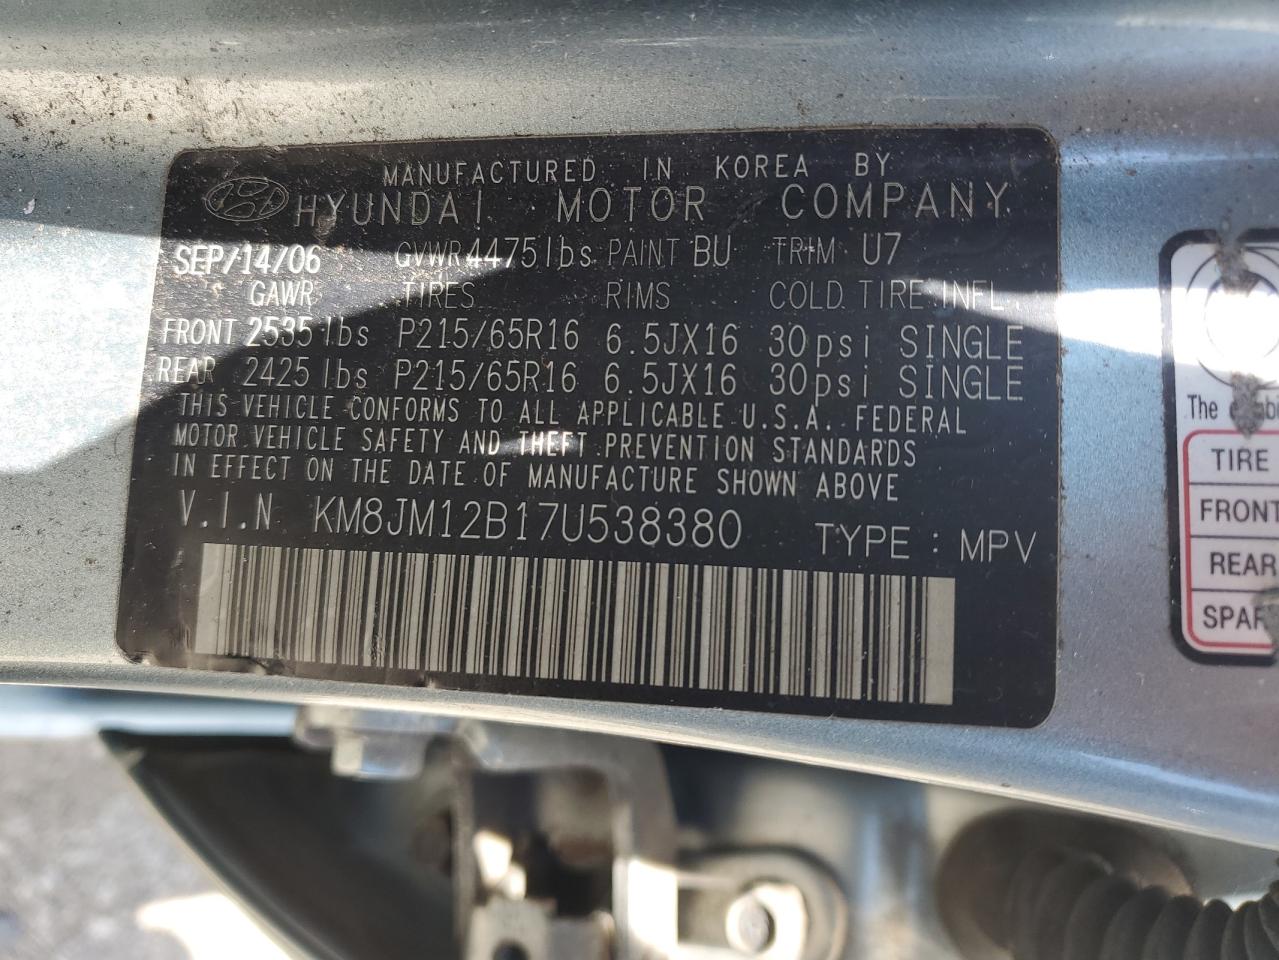 MANUFACTURED IN KOREA BY
HYUNDAI MOTOR COMPANY
SEP/14/06 GVWR 4475lbs PAINT BU TRIM U7
GAWR TIRES RIMS COLD TIRE INFL.
FRONT 2535 lbs P215/65R16 6.5JX16 30psi SINGLE
REAR 2425 lbs P215/65R16 6.5JX16 30psi SINGLE
THIS VEHICLE CONFORMS TO ALL APPLICABLE U.S.A. FEDERAL
MOTOR VEHICLE SAFETY AND THEFT PREVENTION STANDARDS
IN EFFECT ON THE DATE OF MANUFACTURE SHOWN ABOVE
V.I.N KM8JM12B17U538380 TYPE : MPV
The
TIRE
FRONT
REAR